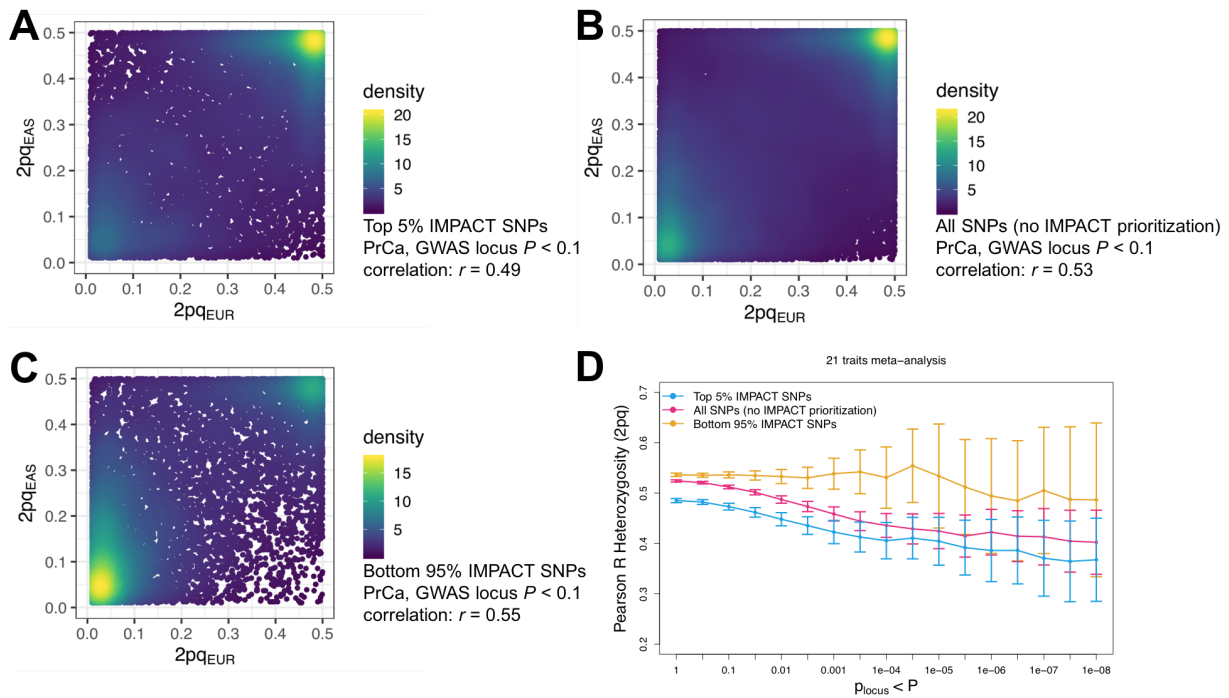 A
0.5
0.4
0.3
0.2
0.1
0.0
2pqEAS
0.0 0.1 0.2 0.3 0.4 0.5
2pqEUR
density
20
15
10
5
Top 5% IMPACT SNPs
PrCa, GWAS locus P < 0.1
correlation: r = 0.49
B
0.5
0.4
0.3
0.2
0.1
0.0
2pqEAS
0.0 0.1 0.2 0.3 0.4 0.5
2pqEUR
density
20
15
10
5
All SNPs (no IMPACT prioritization)
PrCa, GWAS locus P < 0.1
correlation: r = 0.53
C
0.5
0.4
0.3
0.2
0.1
0.0
2pqEAS
0.0 0.1 0.2 0.3 0.4 0.5
2pqEUR
density
15
10
5
Bottom 95% IMPACT SNPs
PrCa, GWAS locus P < 0.1
correlation: r = 0.55
D
21 traits meta-analysis
Top 5% IMPACT SNPs
All SNPs (no IMPACT prioritization)
Bottom 95% IMPACT SNPs
0.7
0.6
0.5
0.4
0.3
0.2
Pearson R Heterozygosity (2pq)
1 0.1 0.01 0.001 1e-04 1e-05 1e-06 1e-07 1e-08
plocus < P